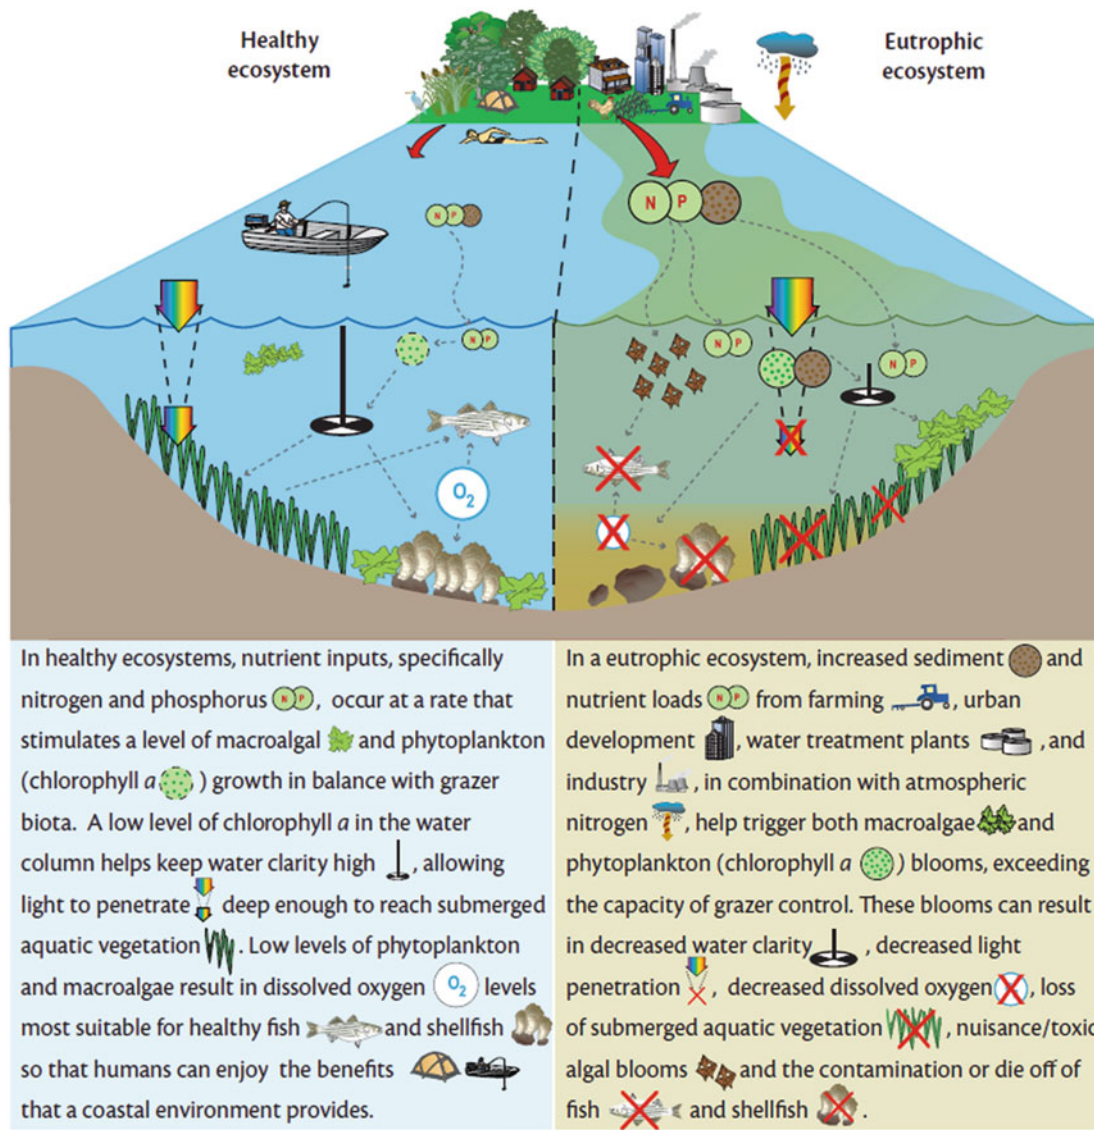 Healthy
ecosystem
Eutrophic
ecosystem
N P
N P
N P
N P
N P
O₂
In healthy ecosystems, nutrient inputs, specifically
nitrogen and phosphorus N P, occur at a rate that
stimulates a level of macroalgal and phytoplankton
(chlorophyll a ) growth in balance with grazer
biota. A low level of chlorophyll a in the water
column helps keep water clarity high , allowing
light to penetrate deep enough to reach submerged
aquatic vegetation . Low levels of phytoplankton
and macroalgae result in dissolved oxygen O₂ levels
most suitable for healthy fish and shellfish
so that humans can enjoy the benefits
that a coastal environment provides.
In a eutrophic ecosystem, increased sediment and
nutrient loads N P from farming , urban
development , water treatment plants , and
industry , in combination with atmospheric
nitrogen , help trigger both macroalgae and
phytoplankton (chlorophyll a ) blooms, exceeding
the capacity of grazer control. These blooms can result
in decreased water clarity , decreased light
penetration , decreased dissolved oxygen , loss
of submerged aquatic vegetation , nuisance/toxic
algal blooms and the contamination or die off of
fish and shellfish .